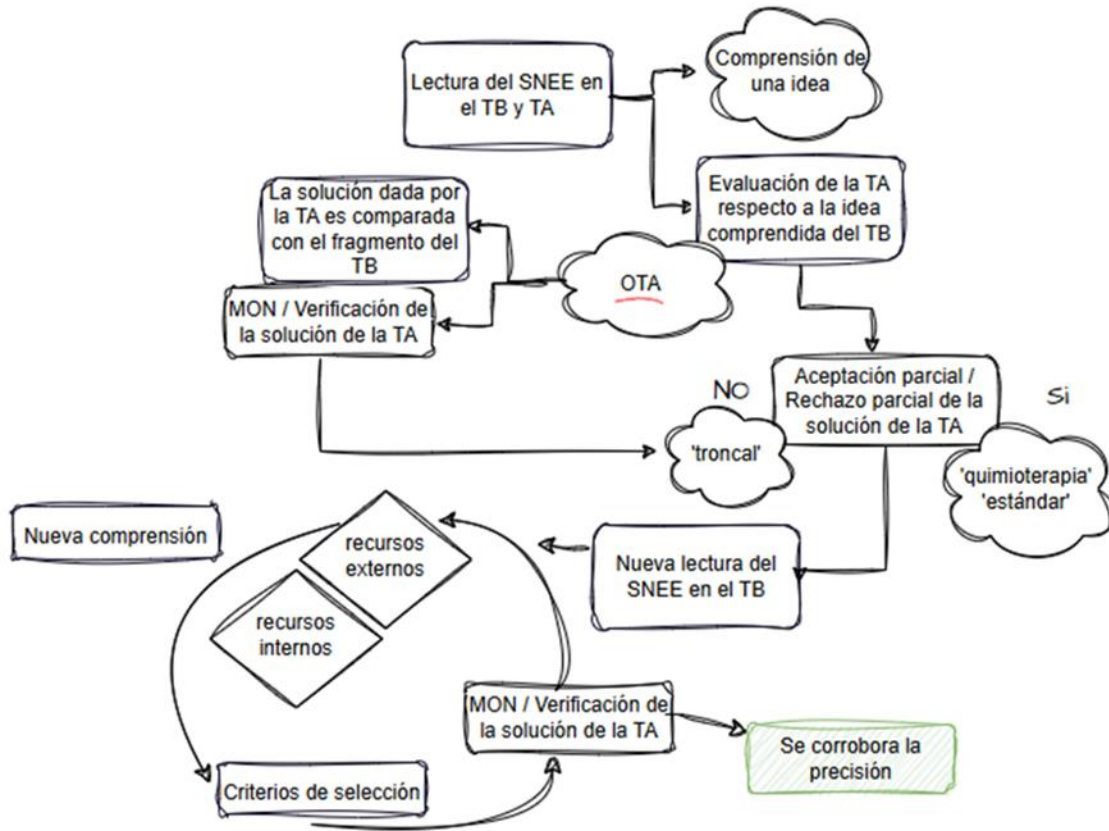 Lectura del SNEE en
el TB y TA
Comprensión de
una idea
La solución dada por
la TA es comparada
con el fragmento del
TB
Evaluación de la TA
respecto a la idea
comprendida del TB
OTA
MON / Verificación de
la solución de la TA
NO
Aceptación parcial /
Rechazo parcial de la
solución de la TA
Si
'troncal'
'quimioterapia'
'estándar'
Nueva comprensión
recursos
externos
Nueva lectura del
SNEE en el TB
recursos
internos
MON / Verificación de
la solución de la TA
Se corrobora la
precisión
Criterios de selección